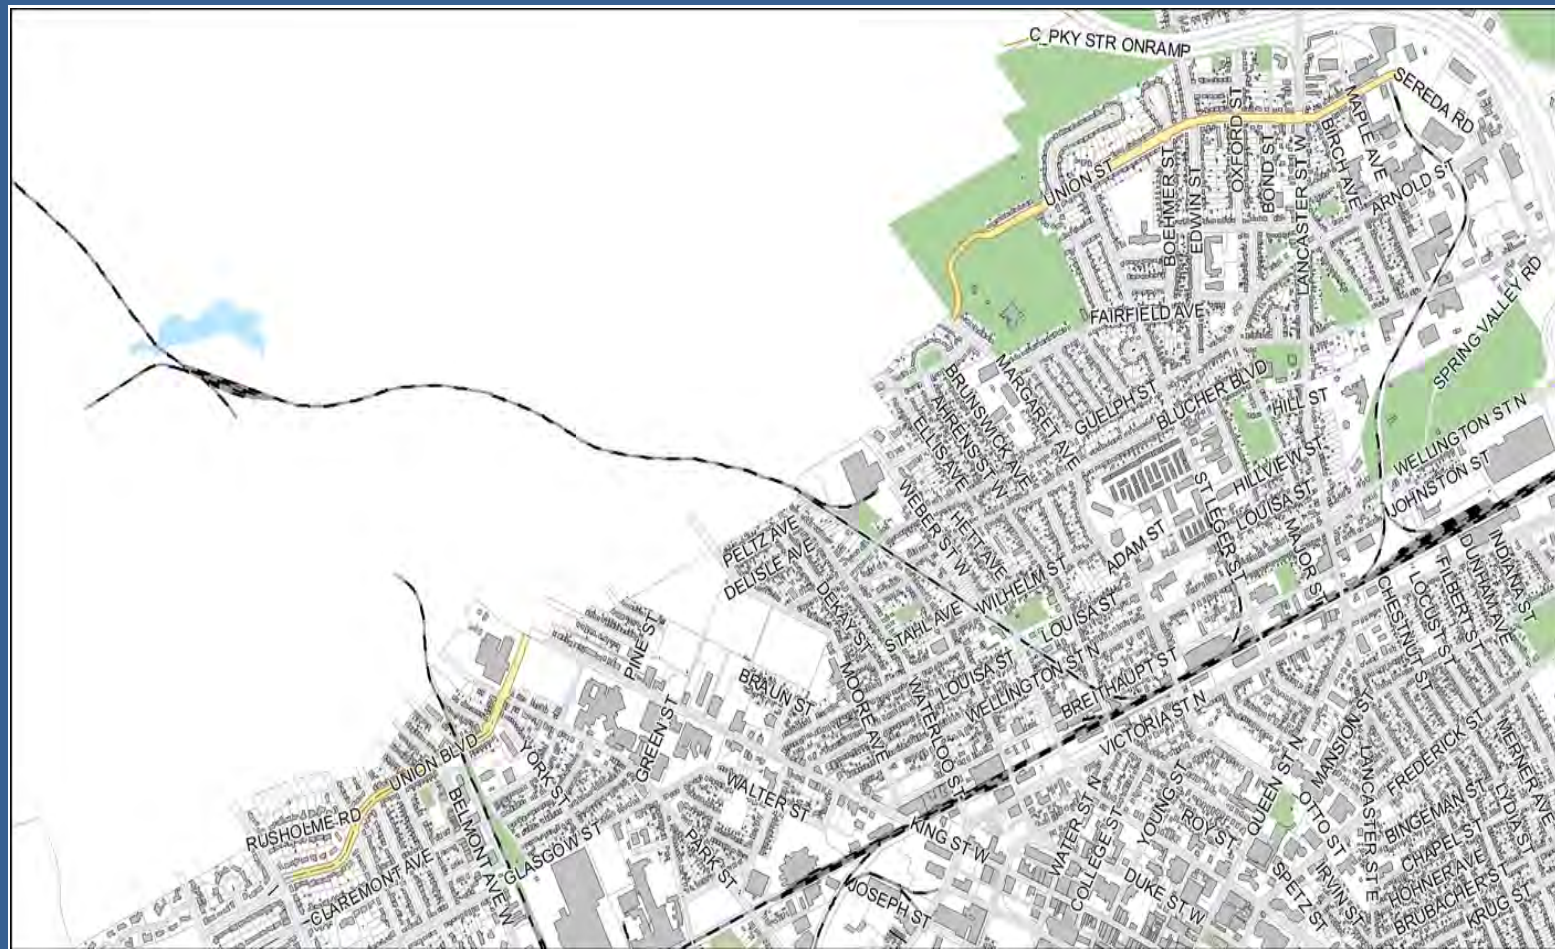 C_PKY STR ONRAMP
SEREDA RD
MAPLE AVE
BIRCH AVE
ARNOLD ST
OXFORD ST
BOND ST
LANCASTER ST W
UNION ST
BOEHMER ST
EDWIN ST
SPRING VALLEY RD
FAIRFIELD AVE
MARGARET AVE
GUELPH ST
BLUCHER BLVD
HILL ST
BRUNSWICK AVE
AHRENS ST W
ELLIS AVE
WELLINGTON ST N
HILLVIEW ST
JOHNSTON ST
WEBER ST W
HETT AVE
ST LEGER ST
LOUISA ST
MAJOR ST
PELTZ AVE
DELISLE AVE
ADAM ST
INDIANA ST
DUNHAM AVE
FILBERT ST
LOCUST ST
CHESTNUT ST
WILHELM ST
DEKAY ST
STAHL AVE
LOUISA ST
PINE ST
BRAUN ST
MOORE AVE
WATERLOO ST
LOUISA ST
WELLINGTON ST N
BREITHAUPT ST
VICTORIA ST N
GREEN ST
YORK ST
UNION BLVD
MANSION ST
QUEEN ST N
FREDERICK ST
MERNER AVE
LANCASTER ST E
RUSHOLME RD
BELMONT AVE W
WALTER ST
OTTO ST
BINGEMAN ST
LYDIA ST
CLAREMONT AVE
GLASGOW ST
PARK ST
KING ST W
WATER ST N
COLLEGE ST
YOUNG ST
ROY ST
CHAPEL ST
HOHNER AVE
JOSEPH ST
DUKE ST W
SPETZ ST
IRVIN ST
BRUBACHER ST
KRUG ST